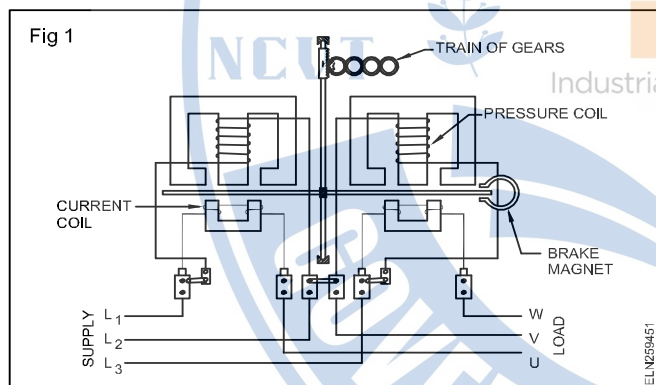 Fig 1
NCVT
TRAIN OF GEARS
Industria
PRESSURE COIL
CURRENT
COIL
BRAKE
MAGNET
SUPPLY
L1
L2
L3
W
V
U
LOAD
ELN259451